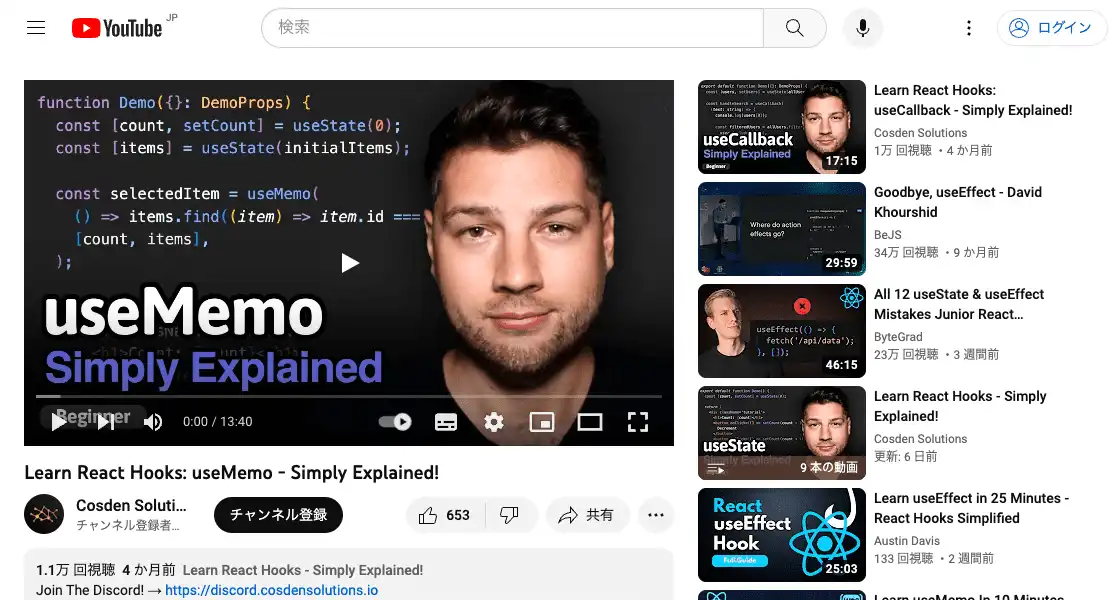 YouTube JP
検索
ログイン
function Demo({}: DemoProps) {
const [count, setCount] = useState(0);
const [items] = useState(initialItems);
const selectedItem = useMemo(
() => items.find((item) => item.id ===
[count, items],
);
useMemo
Simply Explained
Beginner
0:00 / 13:40
Learn React Hooks: useMemo - Simply Explained!
Cosden Soluti...
チャンネル登録者...
チャンネル登録
653
共有
1.1万 回視聴 4 か月前 Learn React Hooks - Simply Explained!
Join The Discord! → https://discord.cosdensolutions.io
useCallback
Simply Explained
Beginner
17:15
Learn React Hooks:
useCallback - Simply Explained!
Cosden Solutions
1万 回視聴 ・4 か月前
Where do action
effects go?
29:59
Goodbye, useEffect - David
Khourshid
BeJS
34万 回視聴 ・9 か月前
useEffect(() => {
fetch('/api/data');
}, []);
46:15
All 12 useState & useEffect
Mistakes Junior React...
ByteGrad
23万 回視聴 ・3 週間前
useState
9 本の動画
Learn React Hooks - Simply
Explained!
Cosden Solutions
更新: 6 日前
React
useEffect
Hook
Full Guide
25:03
Learn useEffect in 25 Minutes -
React Hooks Simplified
Austin Davis
133 回視聴 ・2 週間前
Learn useMemo In 10 Minutes